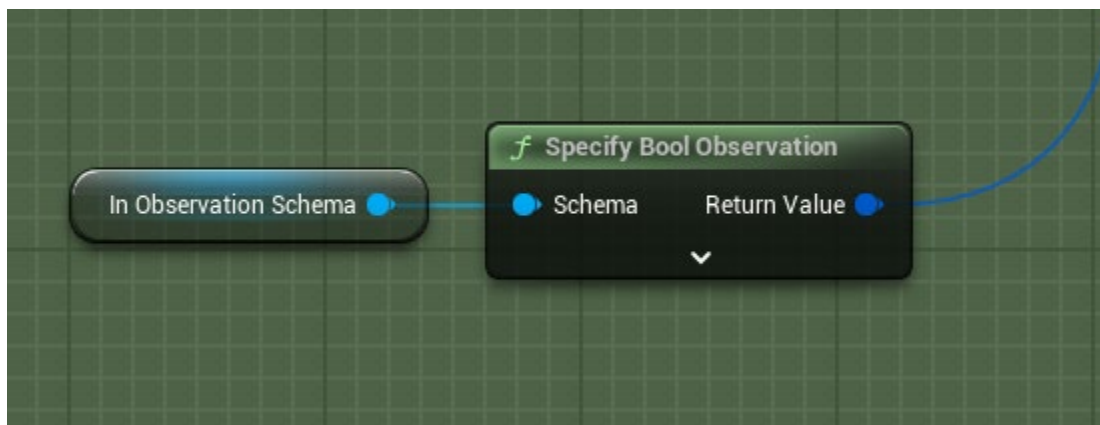 Specify Bool Observation
In Observation Schema
Schema
Return Value